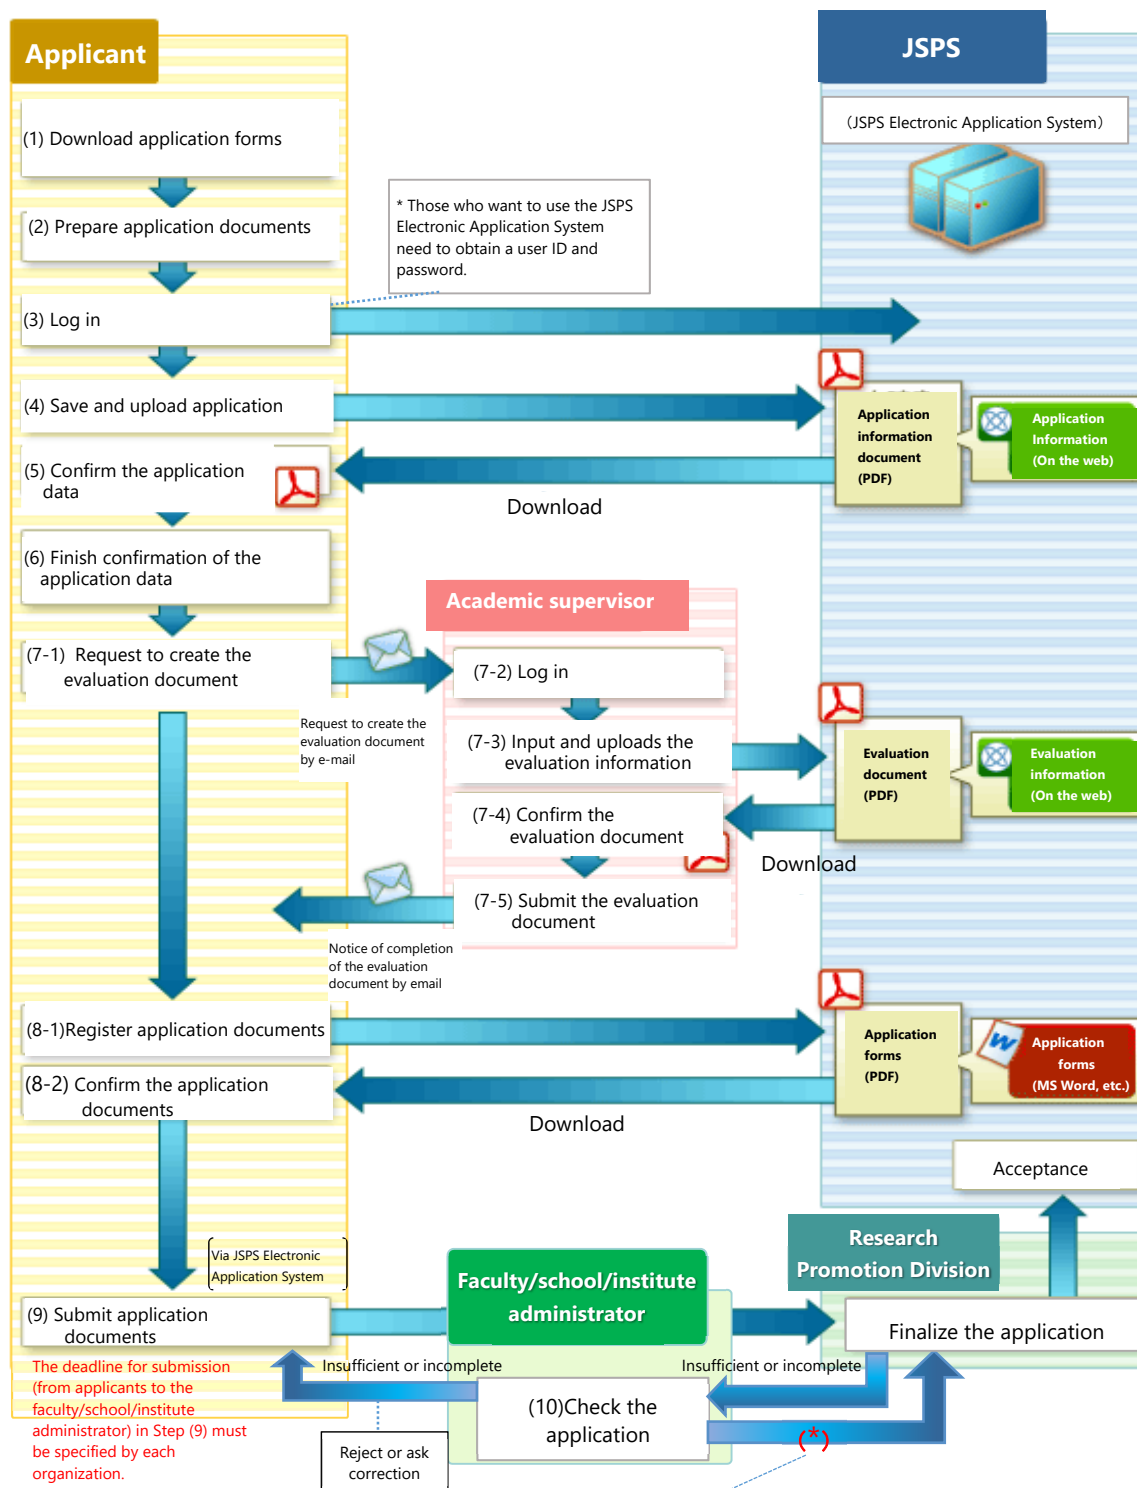 Applicant
JSPS
(JSPS Electronic Application System)
(1) Download application forms
(2) Prepare application documents
* Those who want to use the JSPS
Electronic Application System
need to obtain a user ID and
password.
(3) Log in
(4) Save and upload application
Application
information
document
(PDF)
Application
Information
(On the web)
(5) Confirm the application
data
Download
(6) Finish confirmation of the
application data
Academic supervisor
(7-1) Request to create the
evaluation document
(7-2) Log in
Request to create the
evaluation document
by e-mail
(7-3) Input and uploads the
evaluation information
Evaluation
document
(PDF)
Evaluation
information
(On the web)
(7-4) Confirm the
evaluation document
Download
(7-5) Submit the evaluation
document
Notice of completion
of the evaluation
document by email
(8-1)Register application documents
Application
forms
(PDF)
W
Application
forms
(MS Word, etc.)
(8-2) Confirm the application
documents
Download
Acceptance
Via JSPS Electronic
Application System
Faculty/school/institute
administrator
Research
Promotion Division
(9) Submit application
documents
Finalize the application
The deadline for submission
(from applicants to the
faculty/school/institute
administrator) in Step (9) must
be specified by each
organization.
Insufficient or incomplete
Insufficient or incomplete
(10)Check the
application
(*)
Reject or ask
correction